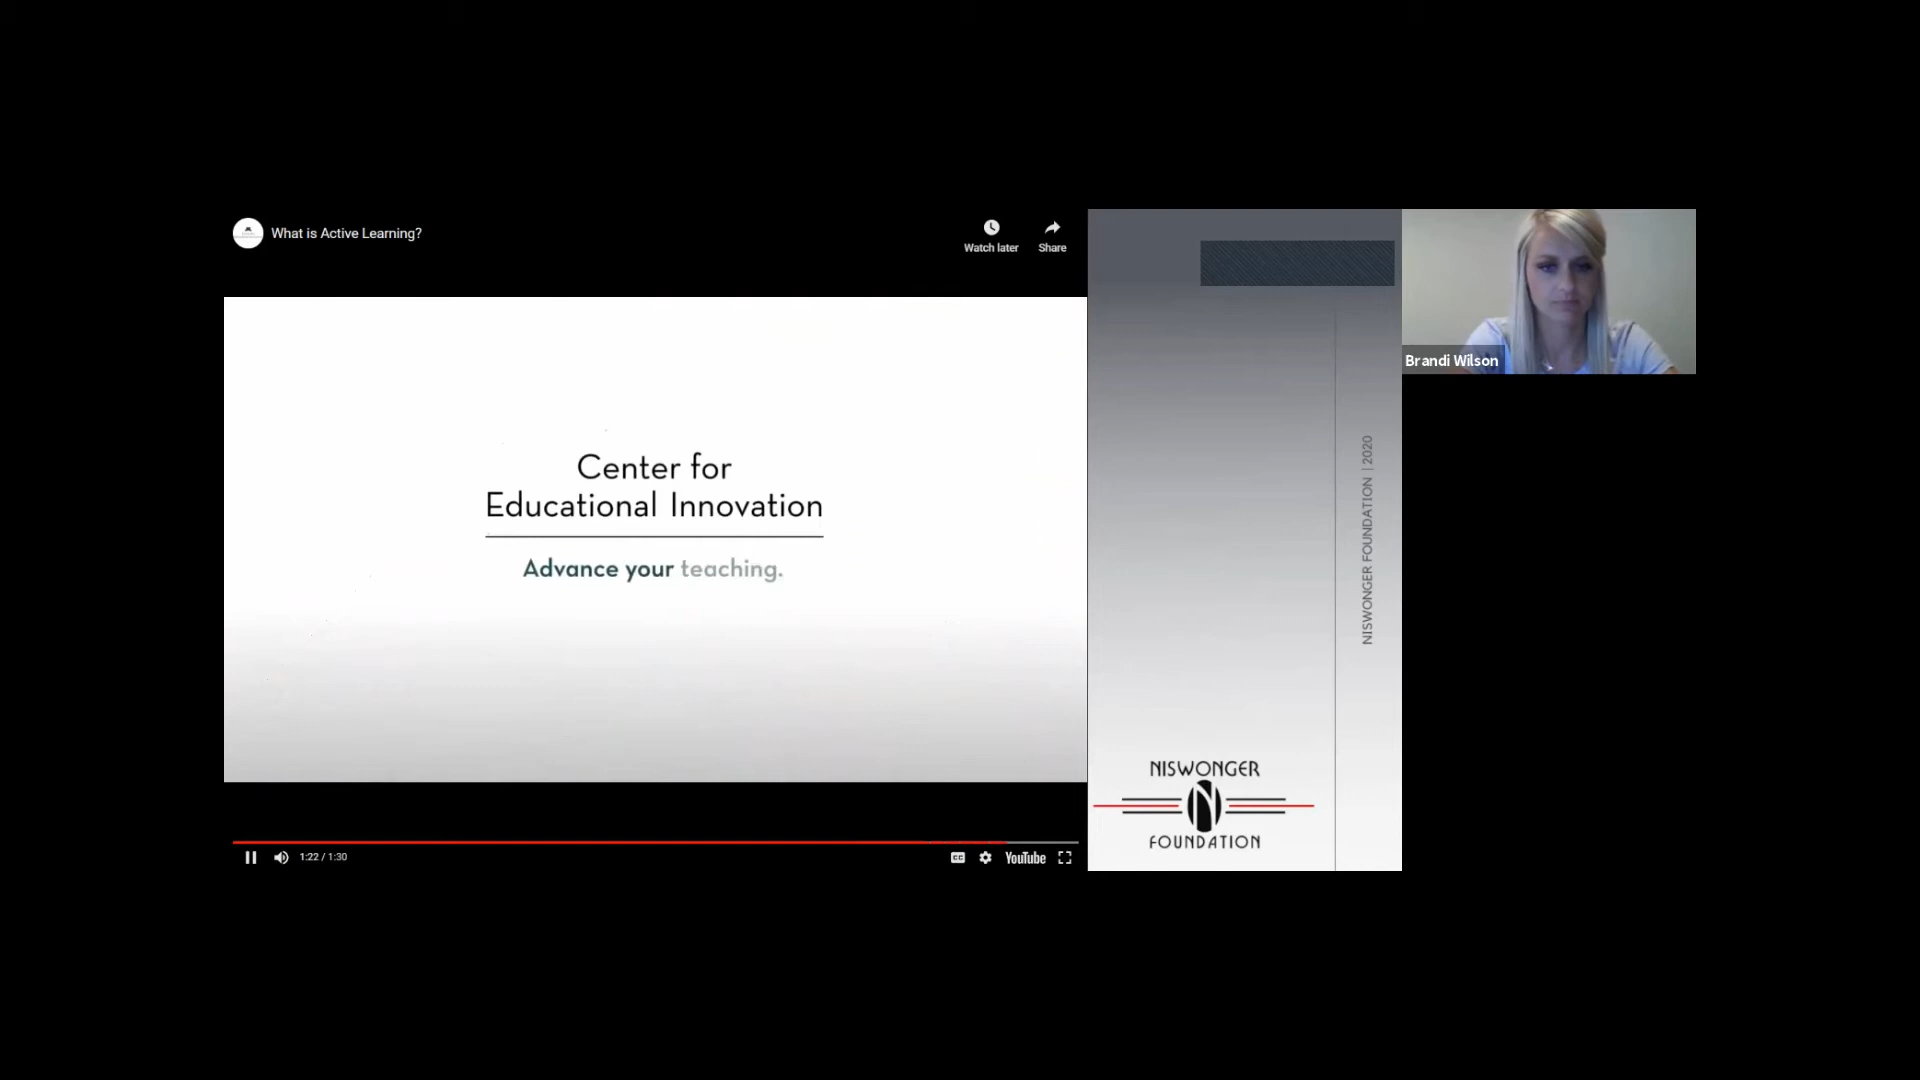 What is Active Learning?
Watch later
Share
Center for
Educational Innovation
Advance your teaching.
1:22 / 1:30
CC
YouTube
NISWONGER FOUNDATION | 2020
NISWONGER
FOUNDATION
Brandi Wilson